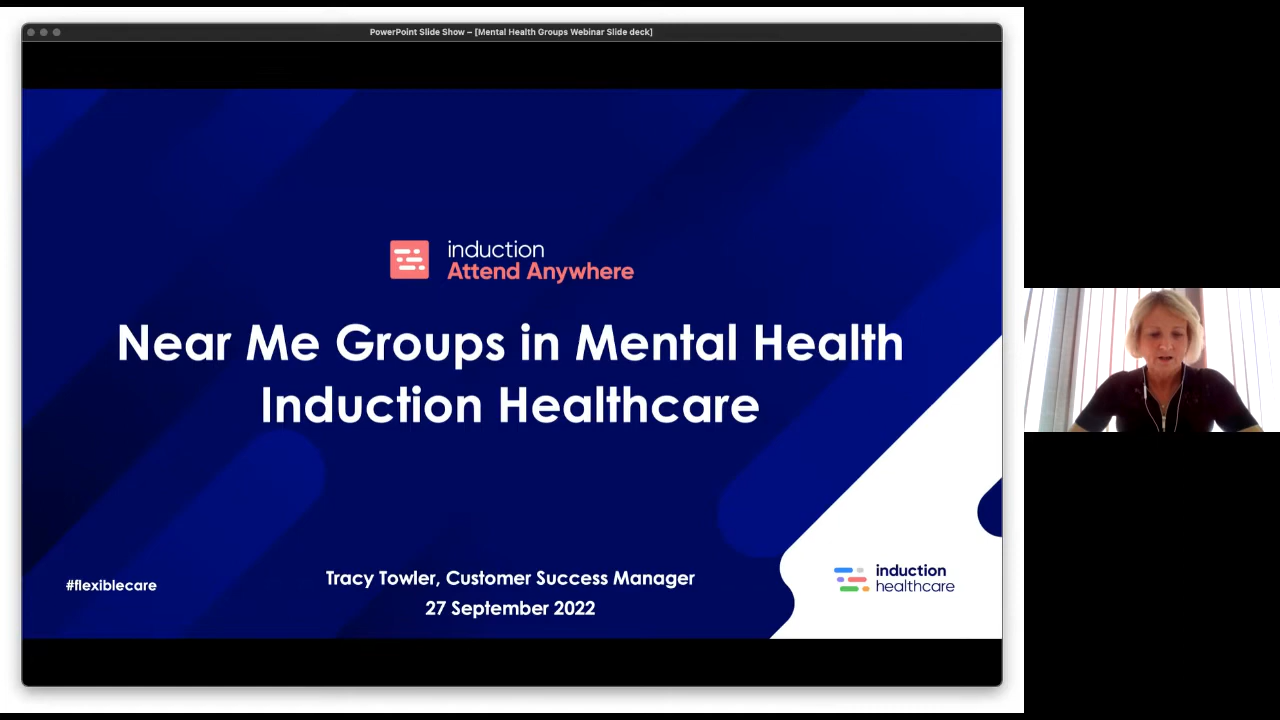 PowerPoint Slide Show – [Mental Health Groups Webinar Slide deck]
induction
Attend Anywhere
Near Me Groups in Mental Health
Induction Healthcare
Tracy Towler, Customer Success Manager
27 September 2022
#flexiblecare
induction
healthcare